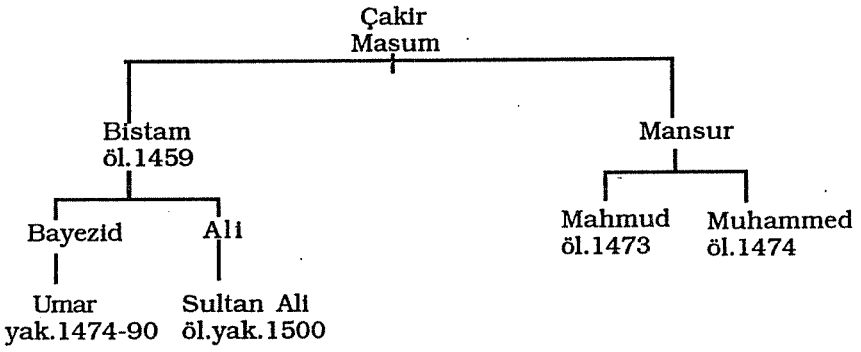 Çakir
Masum
Bistam
öl.1459
Mansur
Bayezid
Ali
Mahmud
öl.1473
Muhammed
öl.1474
Umar
yak.1474-90
Sultan Ali
öl.yak.1500